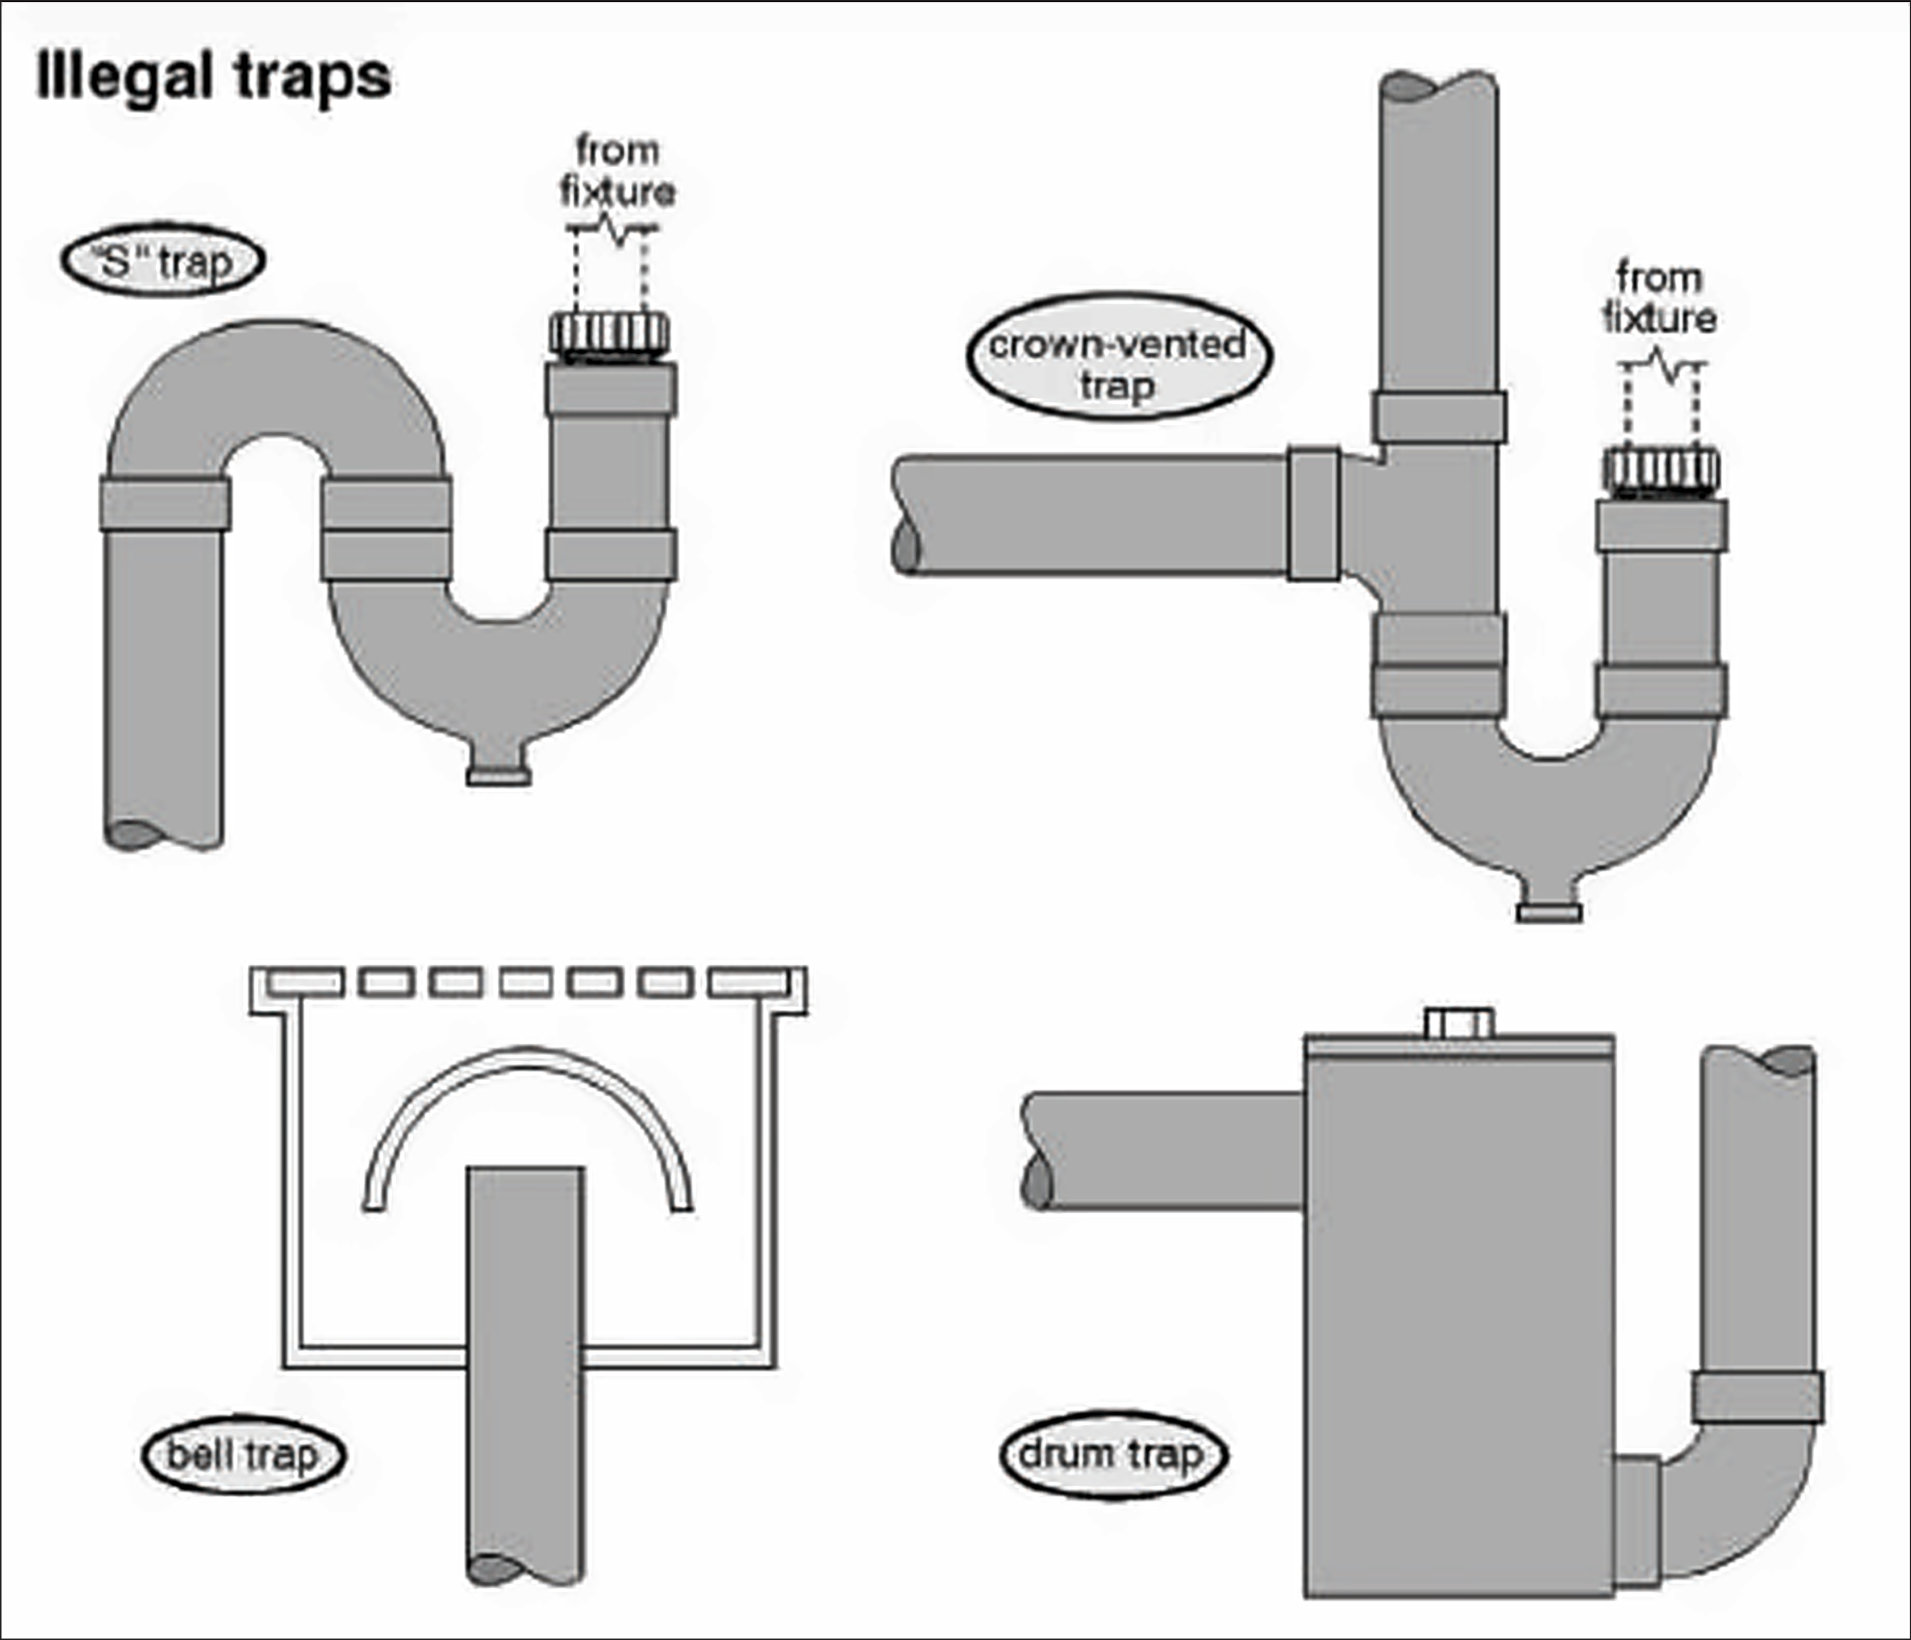 Illegal traps
from
fixture
"S" trap
from
fixture
crown-vented
trap
bell trap
drum trap